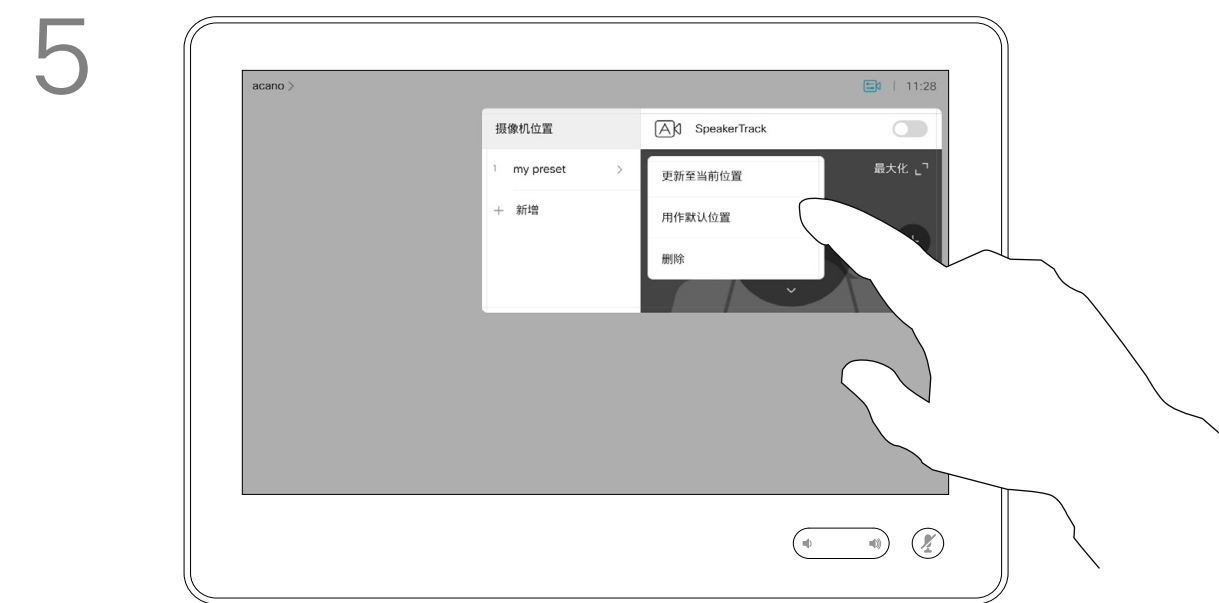 5
acano >
11:28
摄像机位置
SpeakerTrack
1 my preset >
更新至当前位置
最大化
+ 新增
用作默认位置
删除